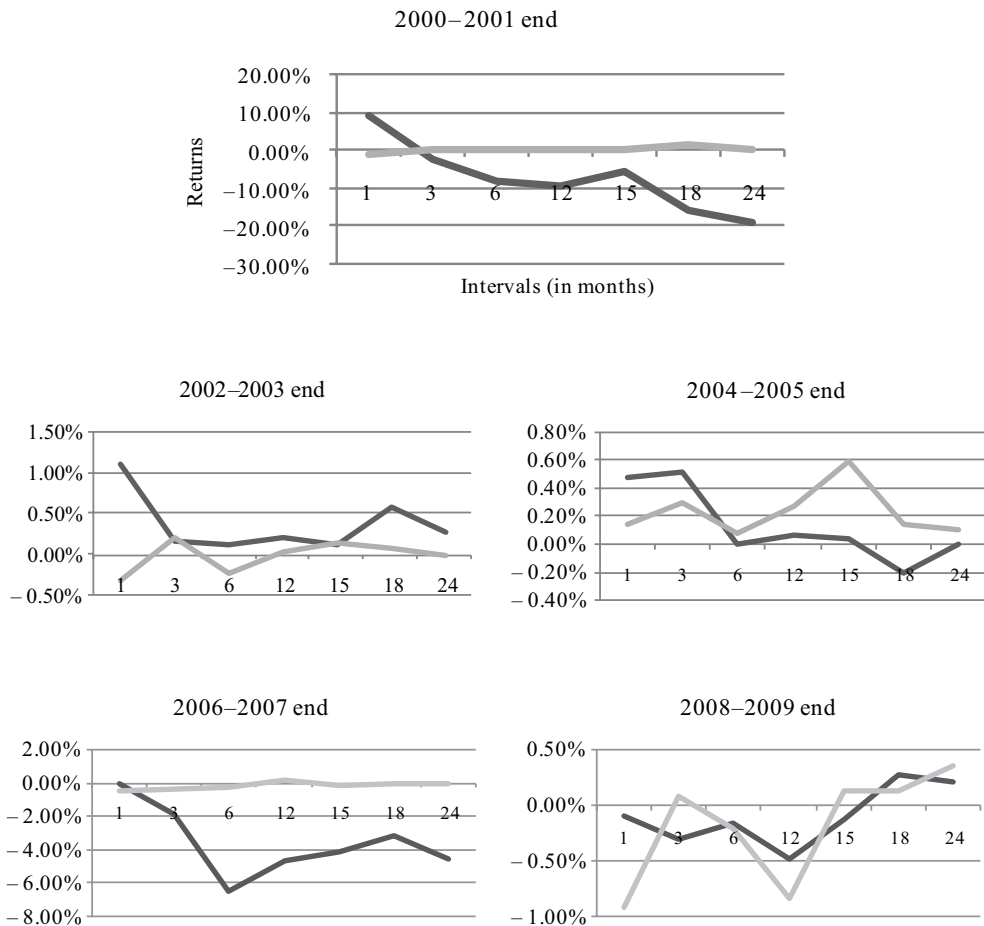 2000–2001 end
20.00%
10.00%
0.00%
–10.00%
–20.00%
–30.00%
Returns
1 3 6 12 15 18 24
Intervals (in months)
2002–2003 end
1.50%
1.00%
0.50%
0.00%
–0.50%
1 3 6 12 15 18 24
2004–2005 end
0.80%
0.60%
0.40%
0.20%
0.00%
–0.20%
–0.40%
1 3 6 12 15 18 24
2006–2007 end
2.00%
0.00%
–2.00%
–4.00%
–6.00%
–8.00%
1 3 6 12 15 18 24
2008–2009 end
0.50%
0.00%
–0.50%
–1.00%
1 3 6 12 15 18 24